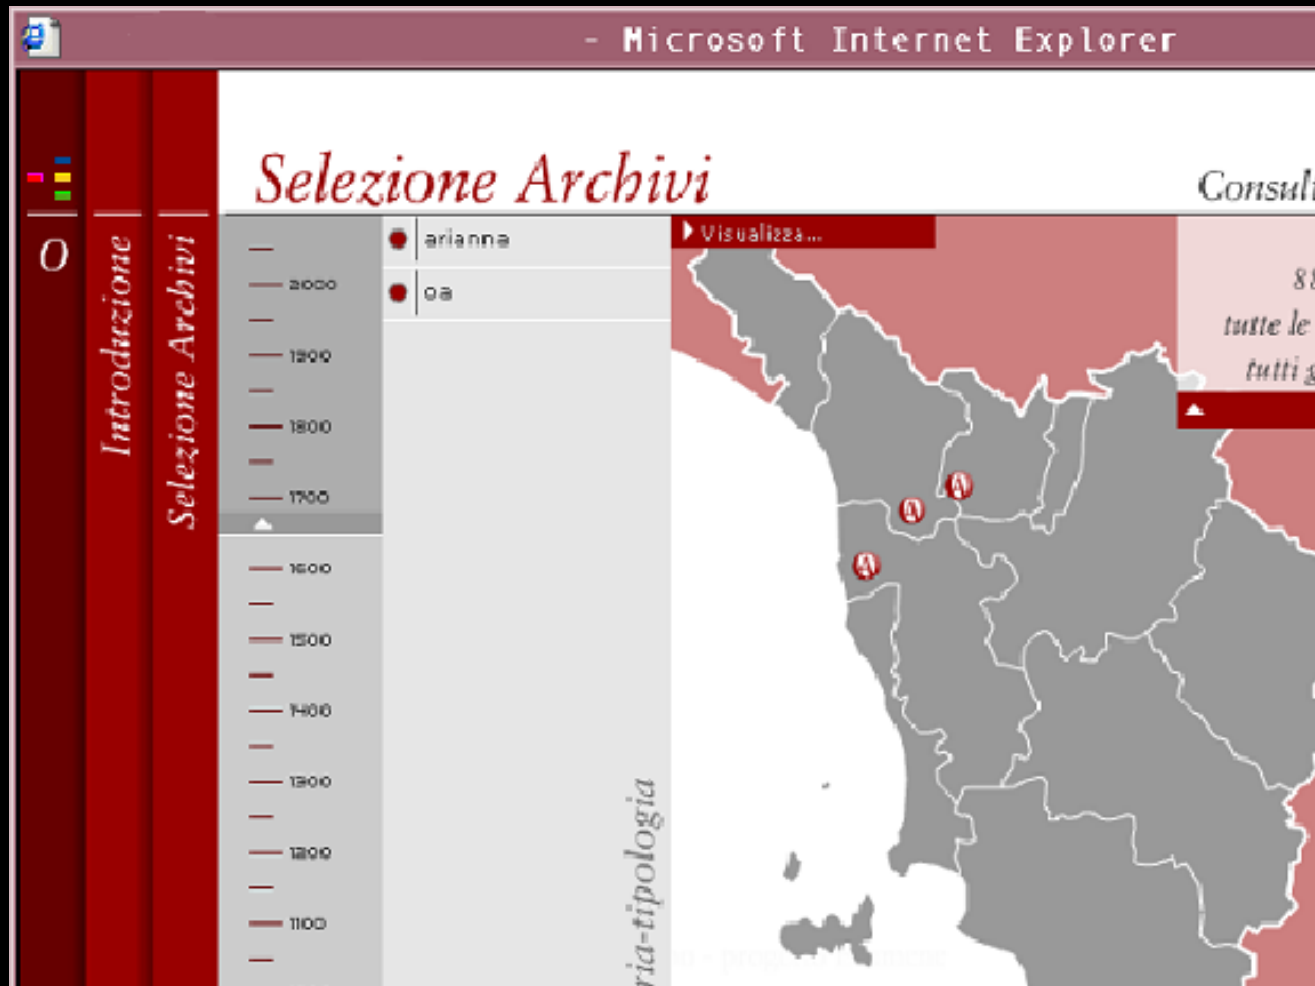 - Microsoft Internet Explorer
Selezione Archivi
Consul
O
Introduzione
Selezione Archivi
2000
1900
1800
1700
1600
1500
1400
1300
1200
1100
arianna
oa
ria-tipologia
Visualizza...
tutte le
tutti g